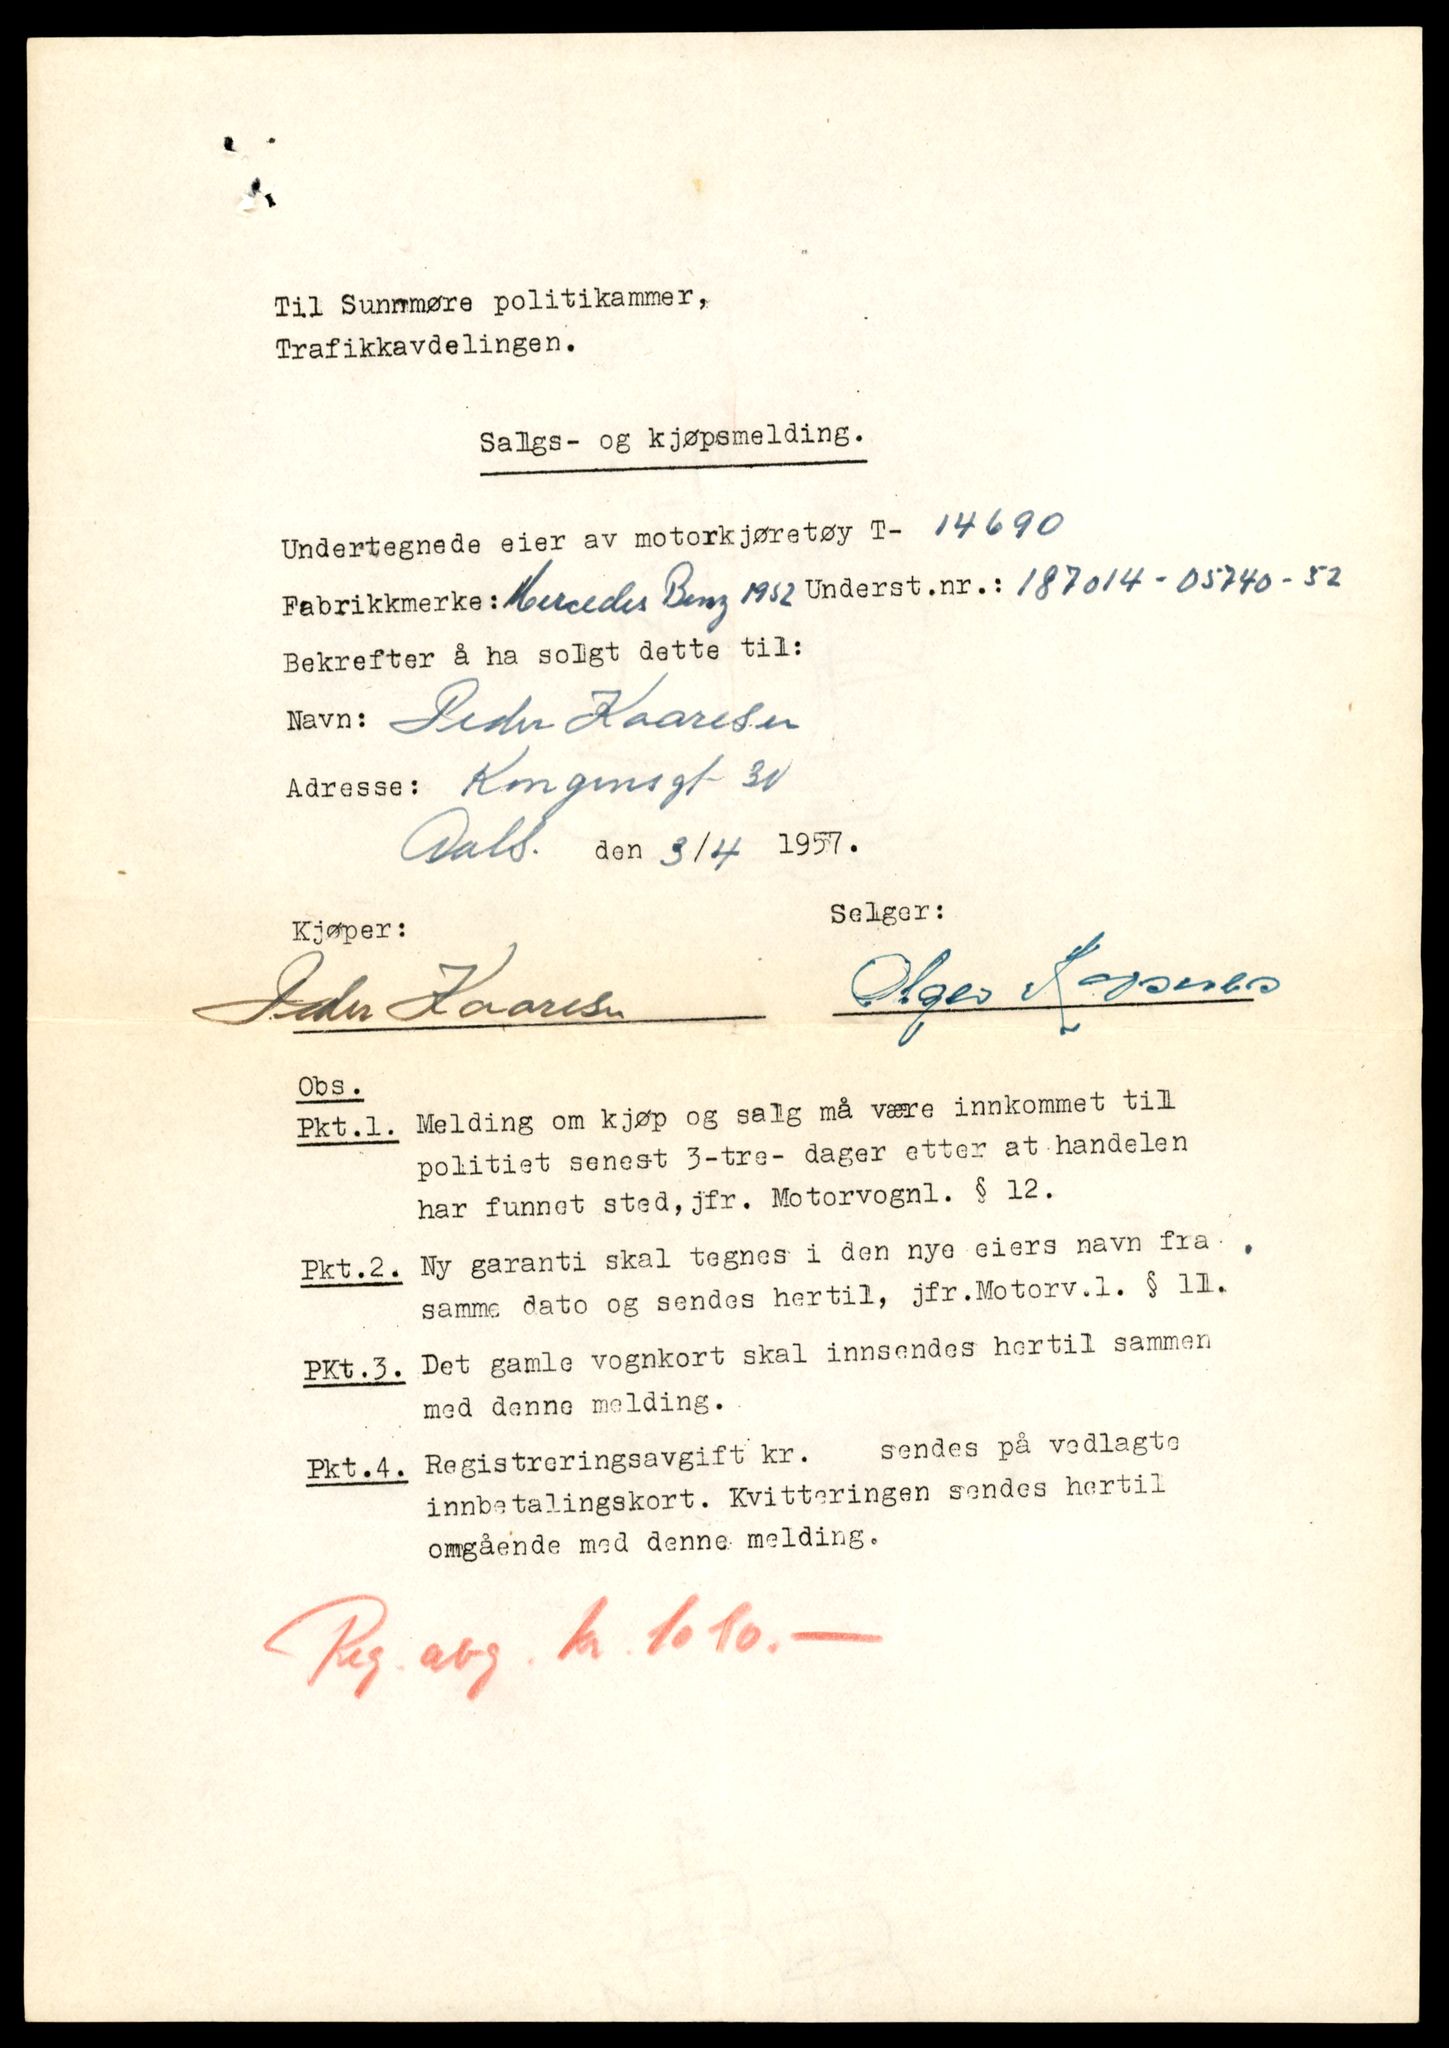 Til Sunnmøre politikammer,
Trafikkavdelingen.
Salgs- og kjøpsmelding.
Undertegnede eier av motorkjøretøy T- 14690
Fabrikkmerke: Mercedes Benz 1952 Underst.nr.: 187014-05740-52
Bekrefter å ha solgt dette til:
Navn: Peder Kaaresen
Adresse: Kongensgt 30
Aals. den 3/4 1957.
Kjøper: Selger:
Peder Kaaresen
Obs.
Pkt.1. Melding om kjøp og salg må være innkommet til
politiet senest 3-tre- dager etter at handelen
har funnet sted, jfr. Motorvognl. § 12.
Pkt.2. Ny garanti skal tegnes i den nye eiers navn fra
samme dato og sendes hertil, jfr.Motorv.l. § 11.
PKt.3. Det gamle vognkort skal innsendes hertil sammen
med denne melding.
Pkt.4. Registreringsavgift kr. sendes på vedlagte
innbetalingskort. Kvitteringen sendes hertil
omgående med denne melding.
Reg. avg. kr. 1010.-